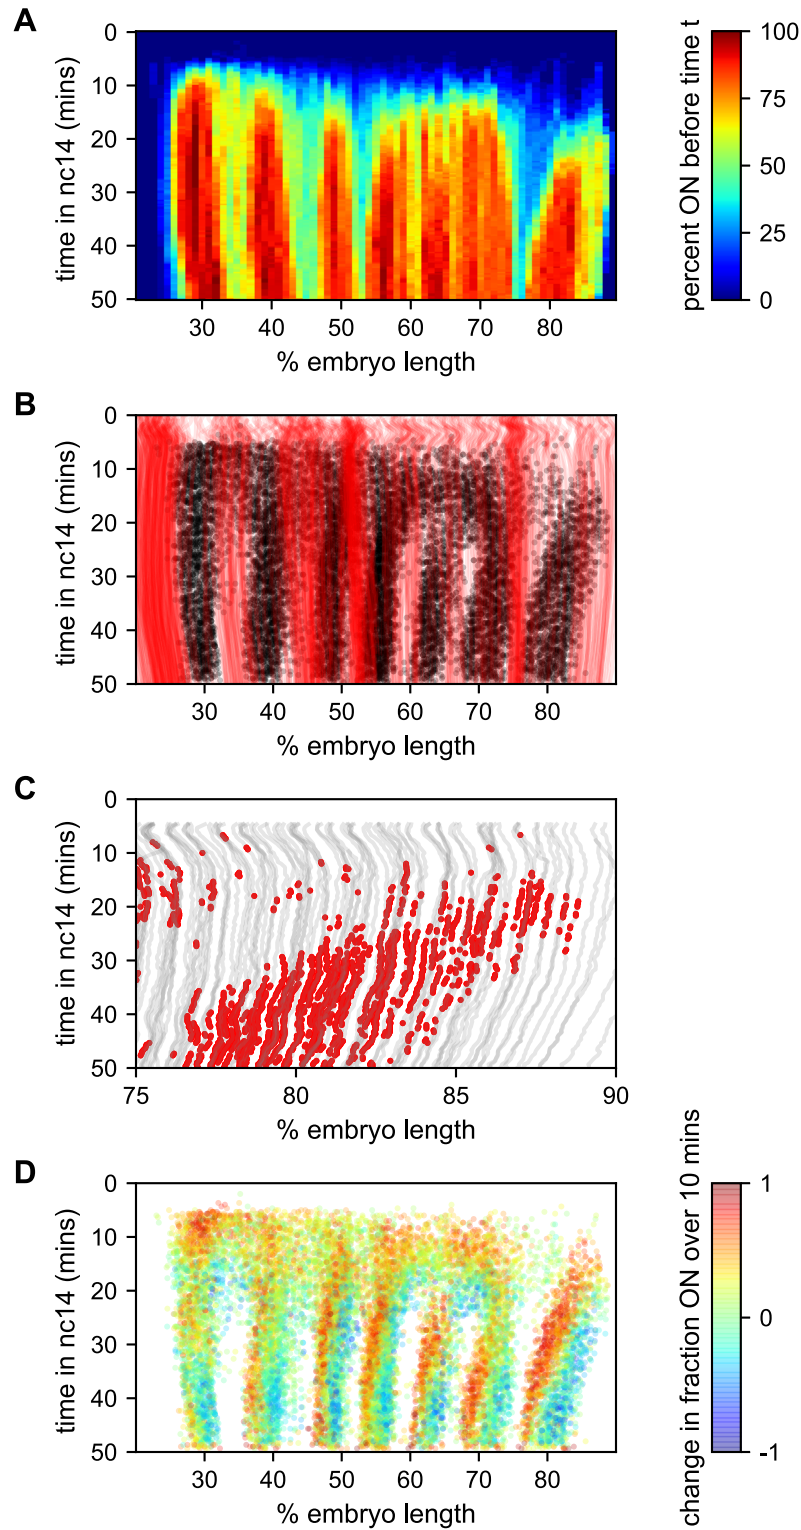 A
0
10
20
30
40
50
time in nc14 (mins)
30 40 50 60 70 80
% embryo length
100
75
50
25
0
percent ON before time t
B
0
10
20
30
40
50
time in nc14 (mins)
30 40 50 60 70 80
% embryo length
C
0
10
20
30
40
50
time in nc14 (mins)
75 80 85 90
% embryo length
D
0
10
20
30
40
50
time in nc14 (mins)
30 40 50 60 70 80
% embryo length
1
0
-1
change in fraction ON over 10 mins